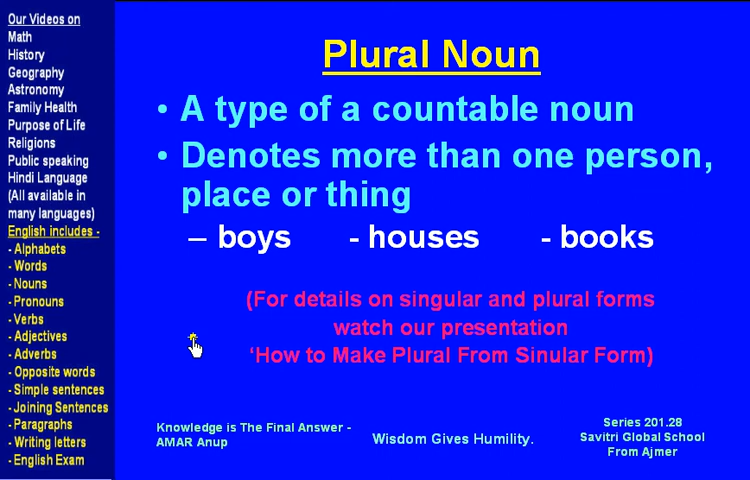 Our Videos on
Math
History
Geography
Astronomy
Family Health
Purpose of Life
Religions
Public speaking
Hindi Language
(All available in
many languages)
English includes -
- Alphabets
- Words
- Nouns
- Pronouns
- Verbs
- Adjectives
- Adverbs
- Opposite words
- Simple sentences
- Joining Sentences
- Paragraphs
- Writing letters
- English Exam
Plural Noun
• A type of a countable noun
• Denotes more than one person,
place or thing
– boys - houses - books
(For details on singular and plural forms
watch our presentation
‘How to Make Plural From Sinular Form)
Knowledge is The Final Answer -
AMAR Anup
Wisdom Gives Humility.
Series 201.28
Savitri Global School
From Ajmer